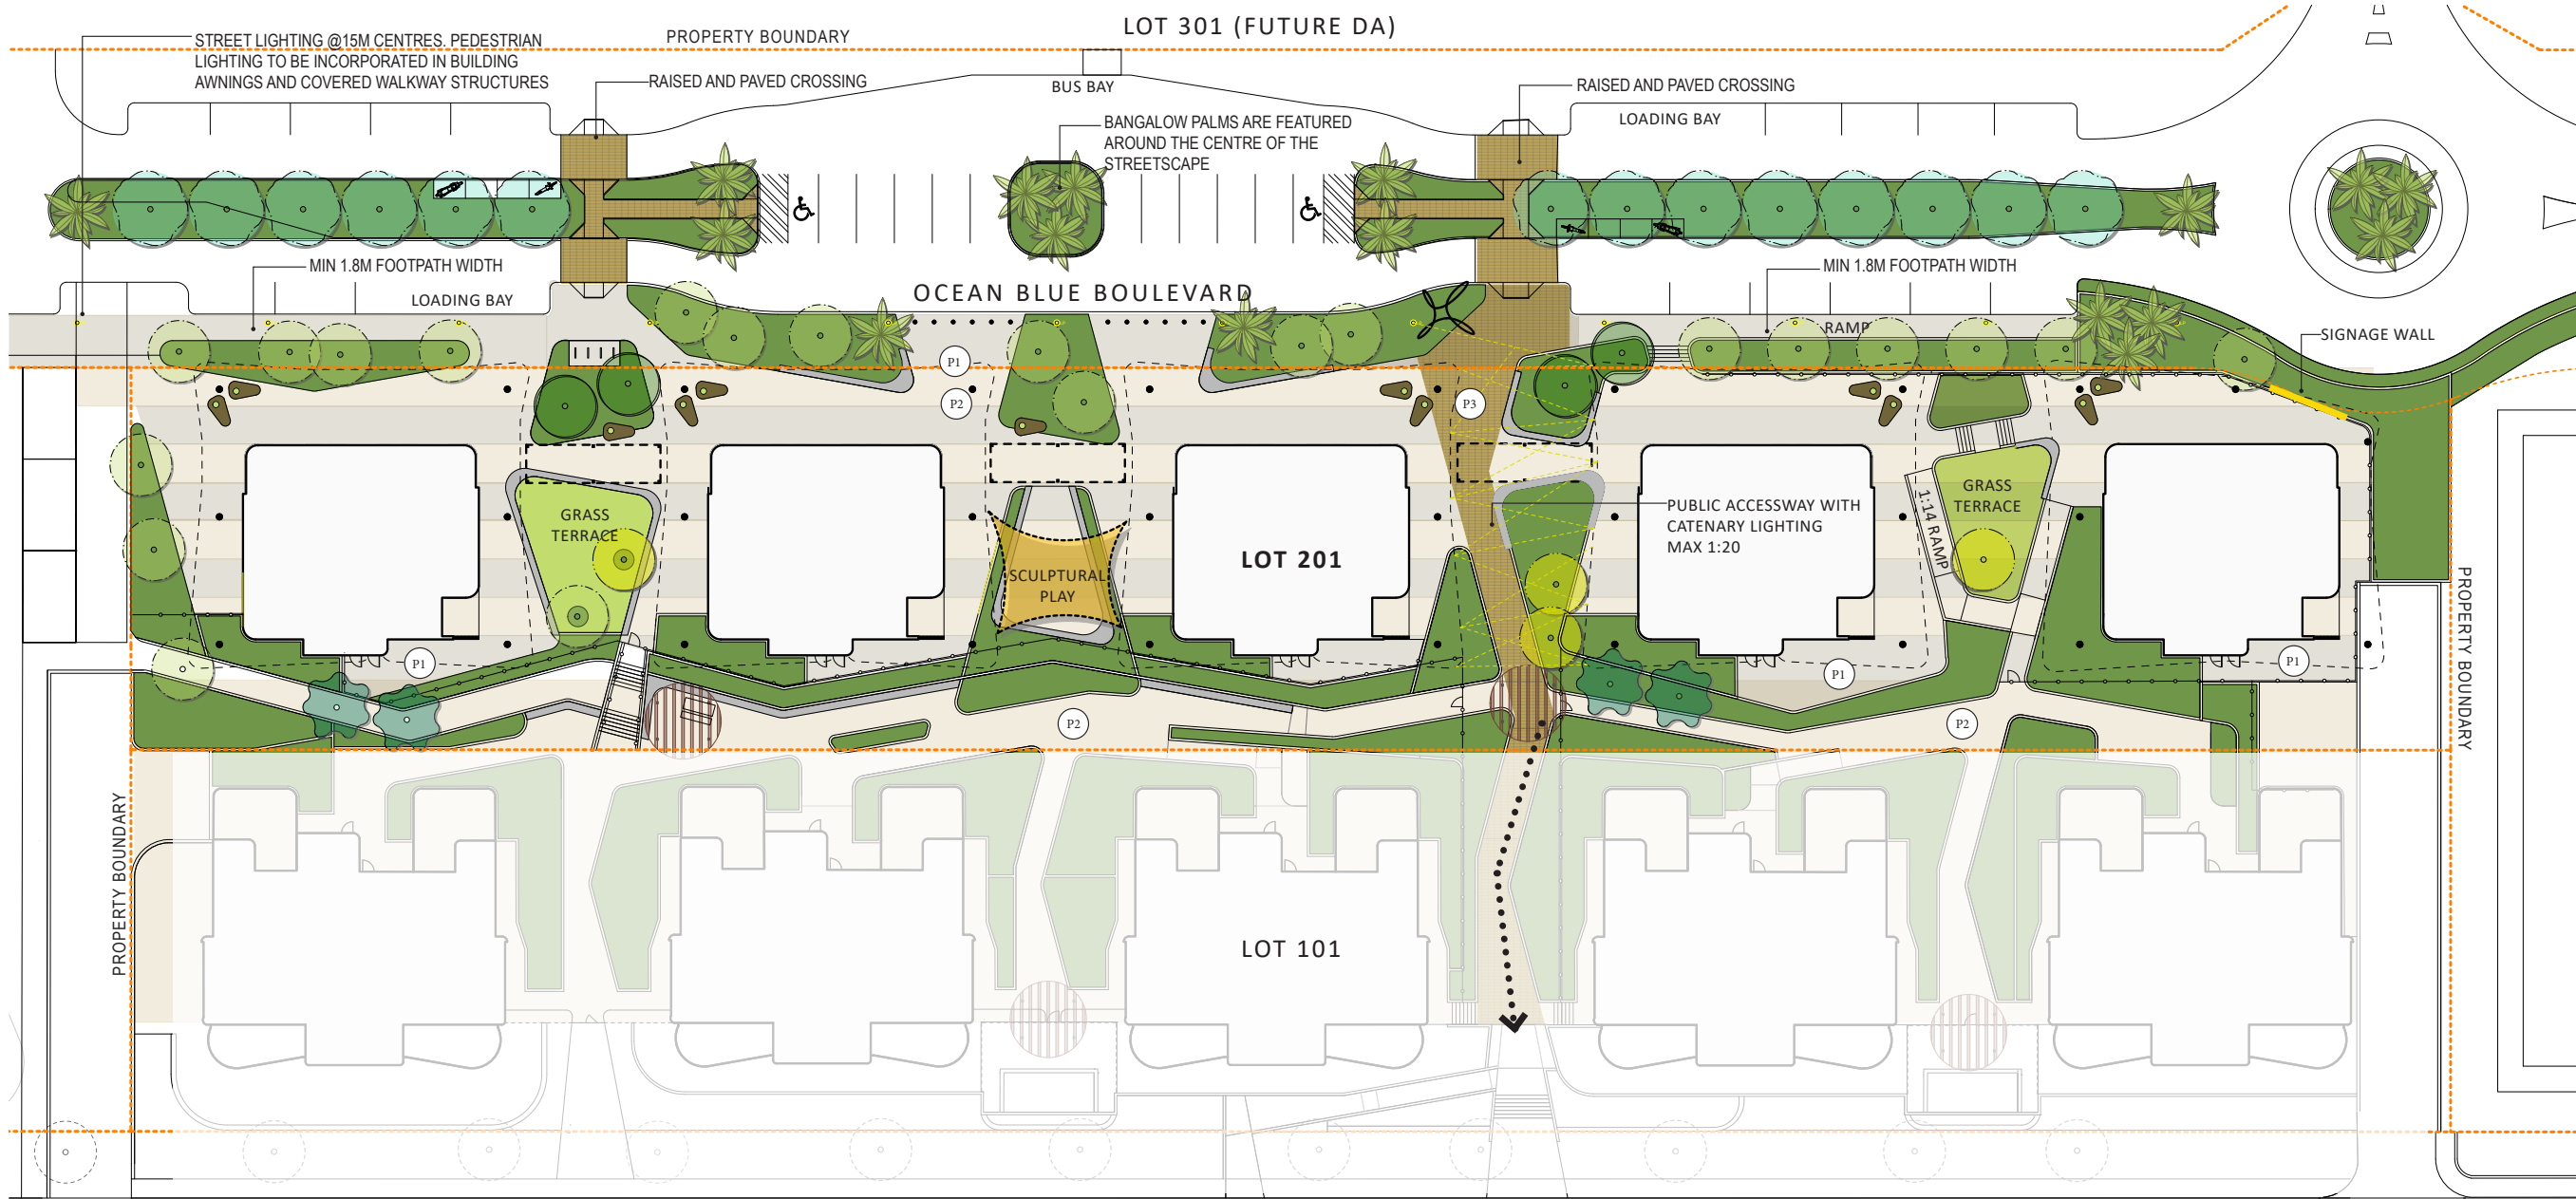 LOT 301 (FUTURE DA)
STREET LIGHTING @15M CENTRES. PEDESTRIAN
LIGHTING TO BE INCORPORATED IN BUILDING
AWNINGS AND COVERED WALKWAY STRUCTURES
PROPERTY BOUNDARY
RAISED AND PAVED CROSSING
BUS BAY
RAISED AND PAVED CROSSING
LOADING BAY
BANGALOW PALMS ARE FEATURED
AROUND THE CENTRE OF THE
STREETSCAPE
MIN 1.8M FOOTPATH WIDTH
MIN 1.8M FOOTPATH WIDTH
LOADING BAY
OCEAN BLUE BOULEVARD
RAMP
SIGNAGE WALL
P1
P2
P3
GRASS
TERRACE
GRASS
TERRACE
1:14 RAMP
PUBLIC ACCESSWAY WITH
CATENARY LIGHTING
MAX 1:20
LOT 201
SCULPTURAL
PLAY
PROPERTY BOUNDARY
P1
P1
P1
P2
P2
PROPERTY BOUNDARY
LOT 101